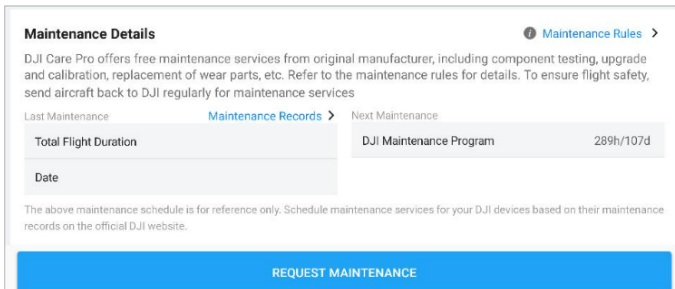 Maintenance Details
Maintenance Rules >
DJI Care Pro offers free maintenance services from original manufacturer, including component testing, upgrade
and calibration, replacement of wear parts, etc. Refer to the maintenance rules for details. To ensure flight safety,
send aircraft back to DJI regularly for maintenance services
Last Maintenance
Maintenance Records >
Next Maintenance
Total Flight Duration
DJI Maintenance Program
289h/107d
Date
The above maintenance schedule is for reference only. Schedule maintenance services for your DJI devices based on their maintenance
records on the official DJI website.
REQUEST MAINTENANCE